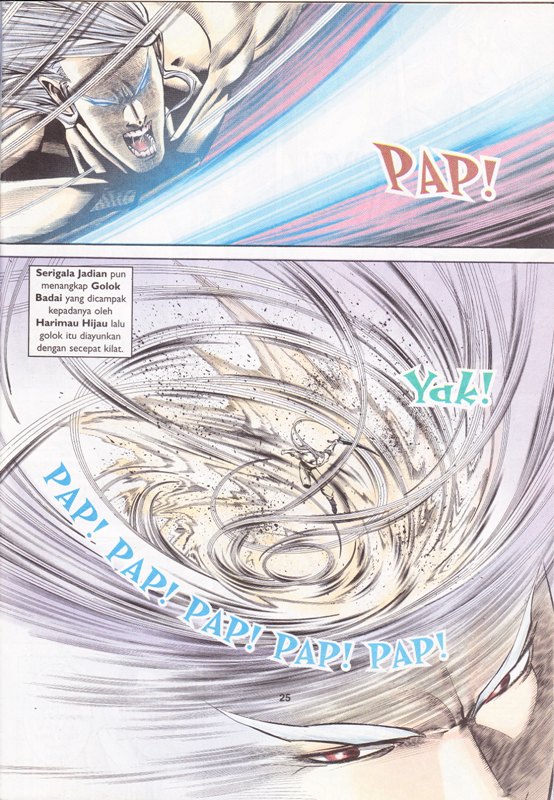 PAP!
Serigala Jadian pun
menangkap Golok
Badai yang dicampak
kepadanya oleh
Harimau Hijau lalu
golok itu diayunkan
dengan secepat kilat.
Yak!
PAP! PAP! PAP! PAP! PAP!
25